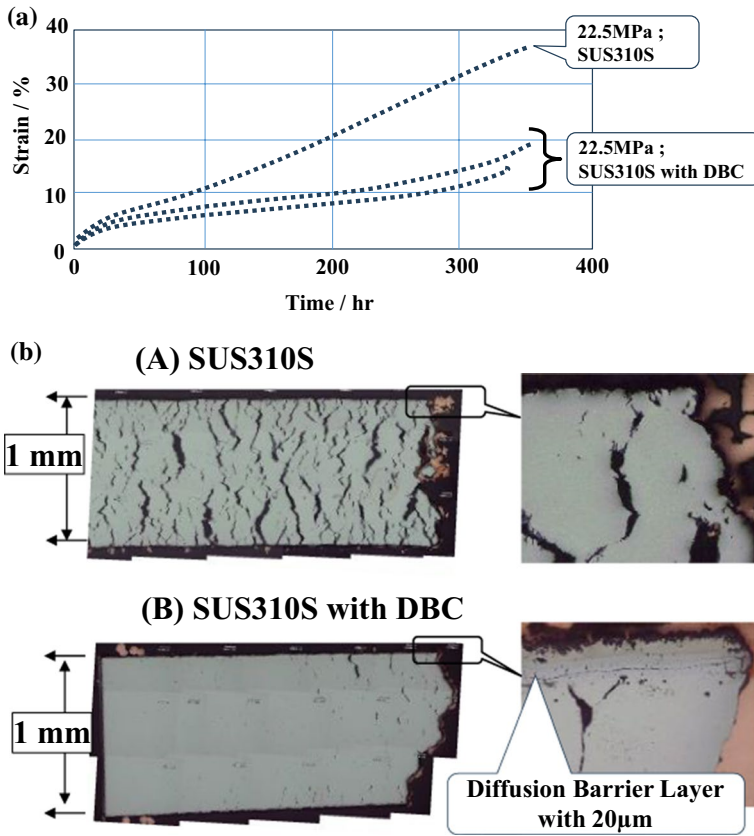 (a)
40
30
20
10
0
Strain / %
0
100
200
300
400
Time / hr
22.5MPa ;
SUS310S
22.5MPa ;
SUS310S with DBC
(b)
(A) SUS310S
1 mm
(B) SUS310S with DBC
1 mm
Diffusion Barrier Layer
with 20μm